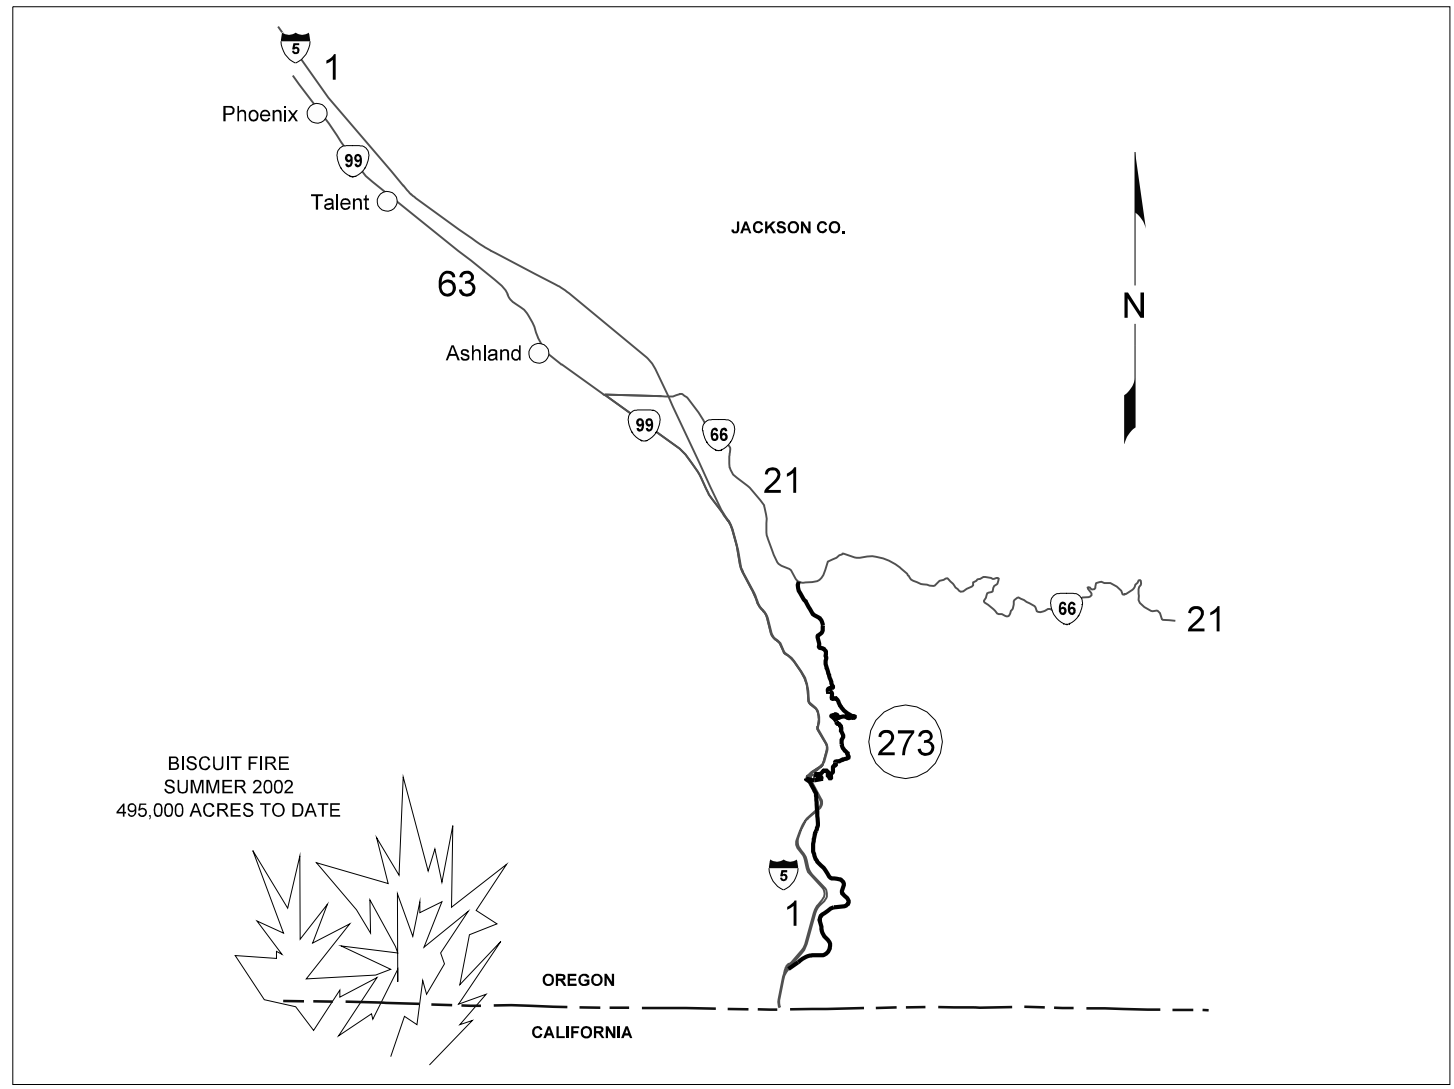 5
1
Phoenix
99
Talent
JACKSON CO.
63
N
Ashland
99
66
21
66
21
273
BISCUIT FIRE
SUMMER 2002
495,000 ACRES TO DATE
5
1
OREGON
CALIFORNIA